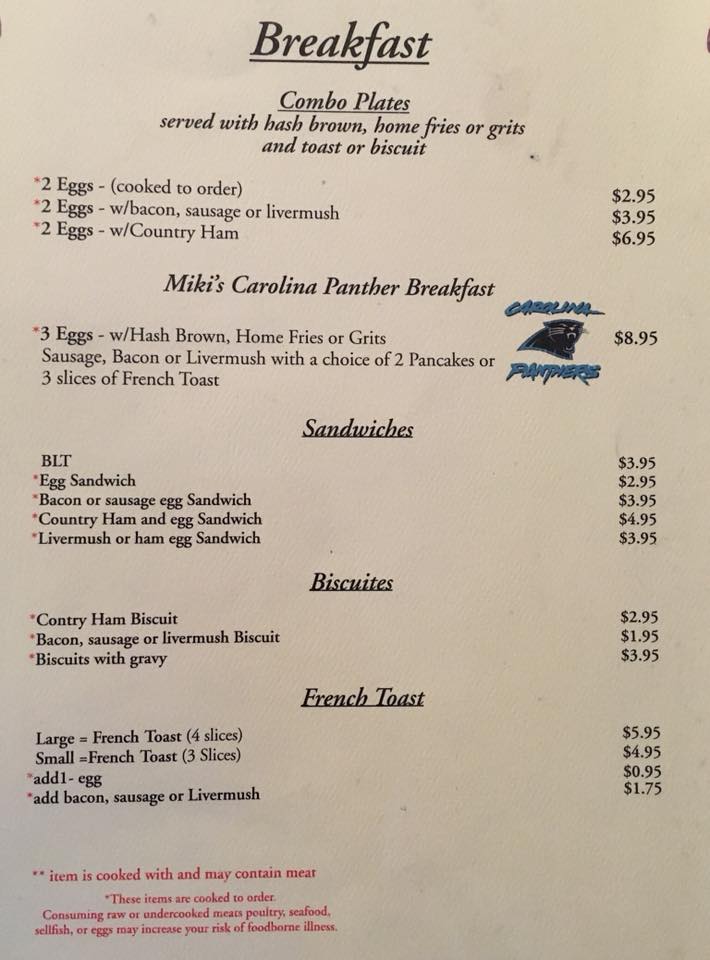 Breakfast
Combo Plates
served with hash brown, home fries or grits
and toast or biscuit
*2 Eggs - (cooked to order) $2.95
*2 Eggs - w/bacon, sausage or livermush $3.95
*2 Eggs - w/Country Ham $6.95
Miki's Carolina Panther Breakfast
CAROLINA
*3 Eggs - w/Hash Brown, Home Fries or Grits $8.95
Sausage, Bacon or Livermush with a choice of 2 Pancakes or
PANTHERS
3 slices of French Toast
Sandwiches
BLT $3.95
*Egg Sandwich $2.95
*Bacon or sausage egg Sandwich $3.95
*Country Ham and egg Sandwich $4.95
*Livermush or ham egg Sandwich $3.95
Biscuites
*Contry Ham Biscuit $2.95
*Bacon, sausage or livermush Biscuit $1.95
*Biscuits with gravy $3.95
French Toast
Large = French Toast (4 slices) $5.95
Small =French Toast (3 Slices) $4.95
*add1- egg $0.95
*add bacon, sausage or Livermush $1.75
** item is cooked with and may contain meat
*These items are cooked to order.
Consuming raw or undercooked meats poultry, seafood,
sellfish, or eggs may increase your risk of foodborne illness.